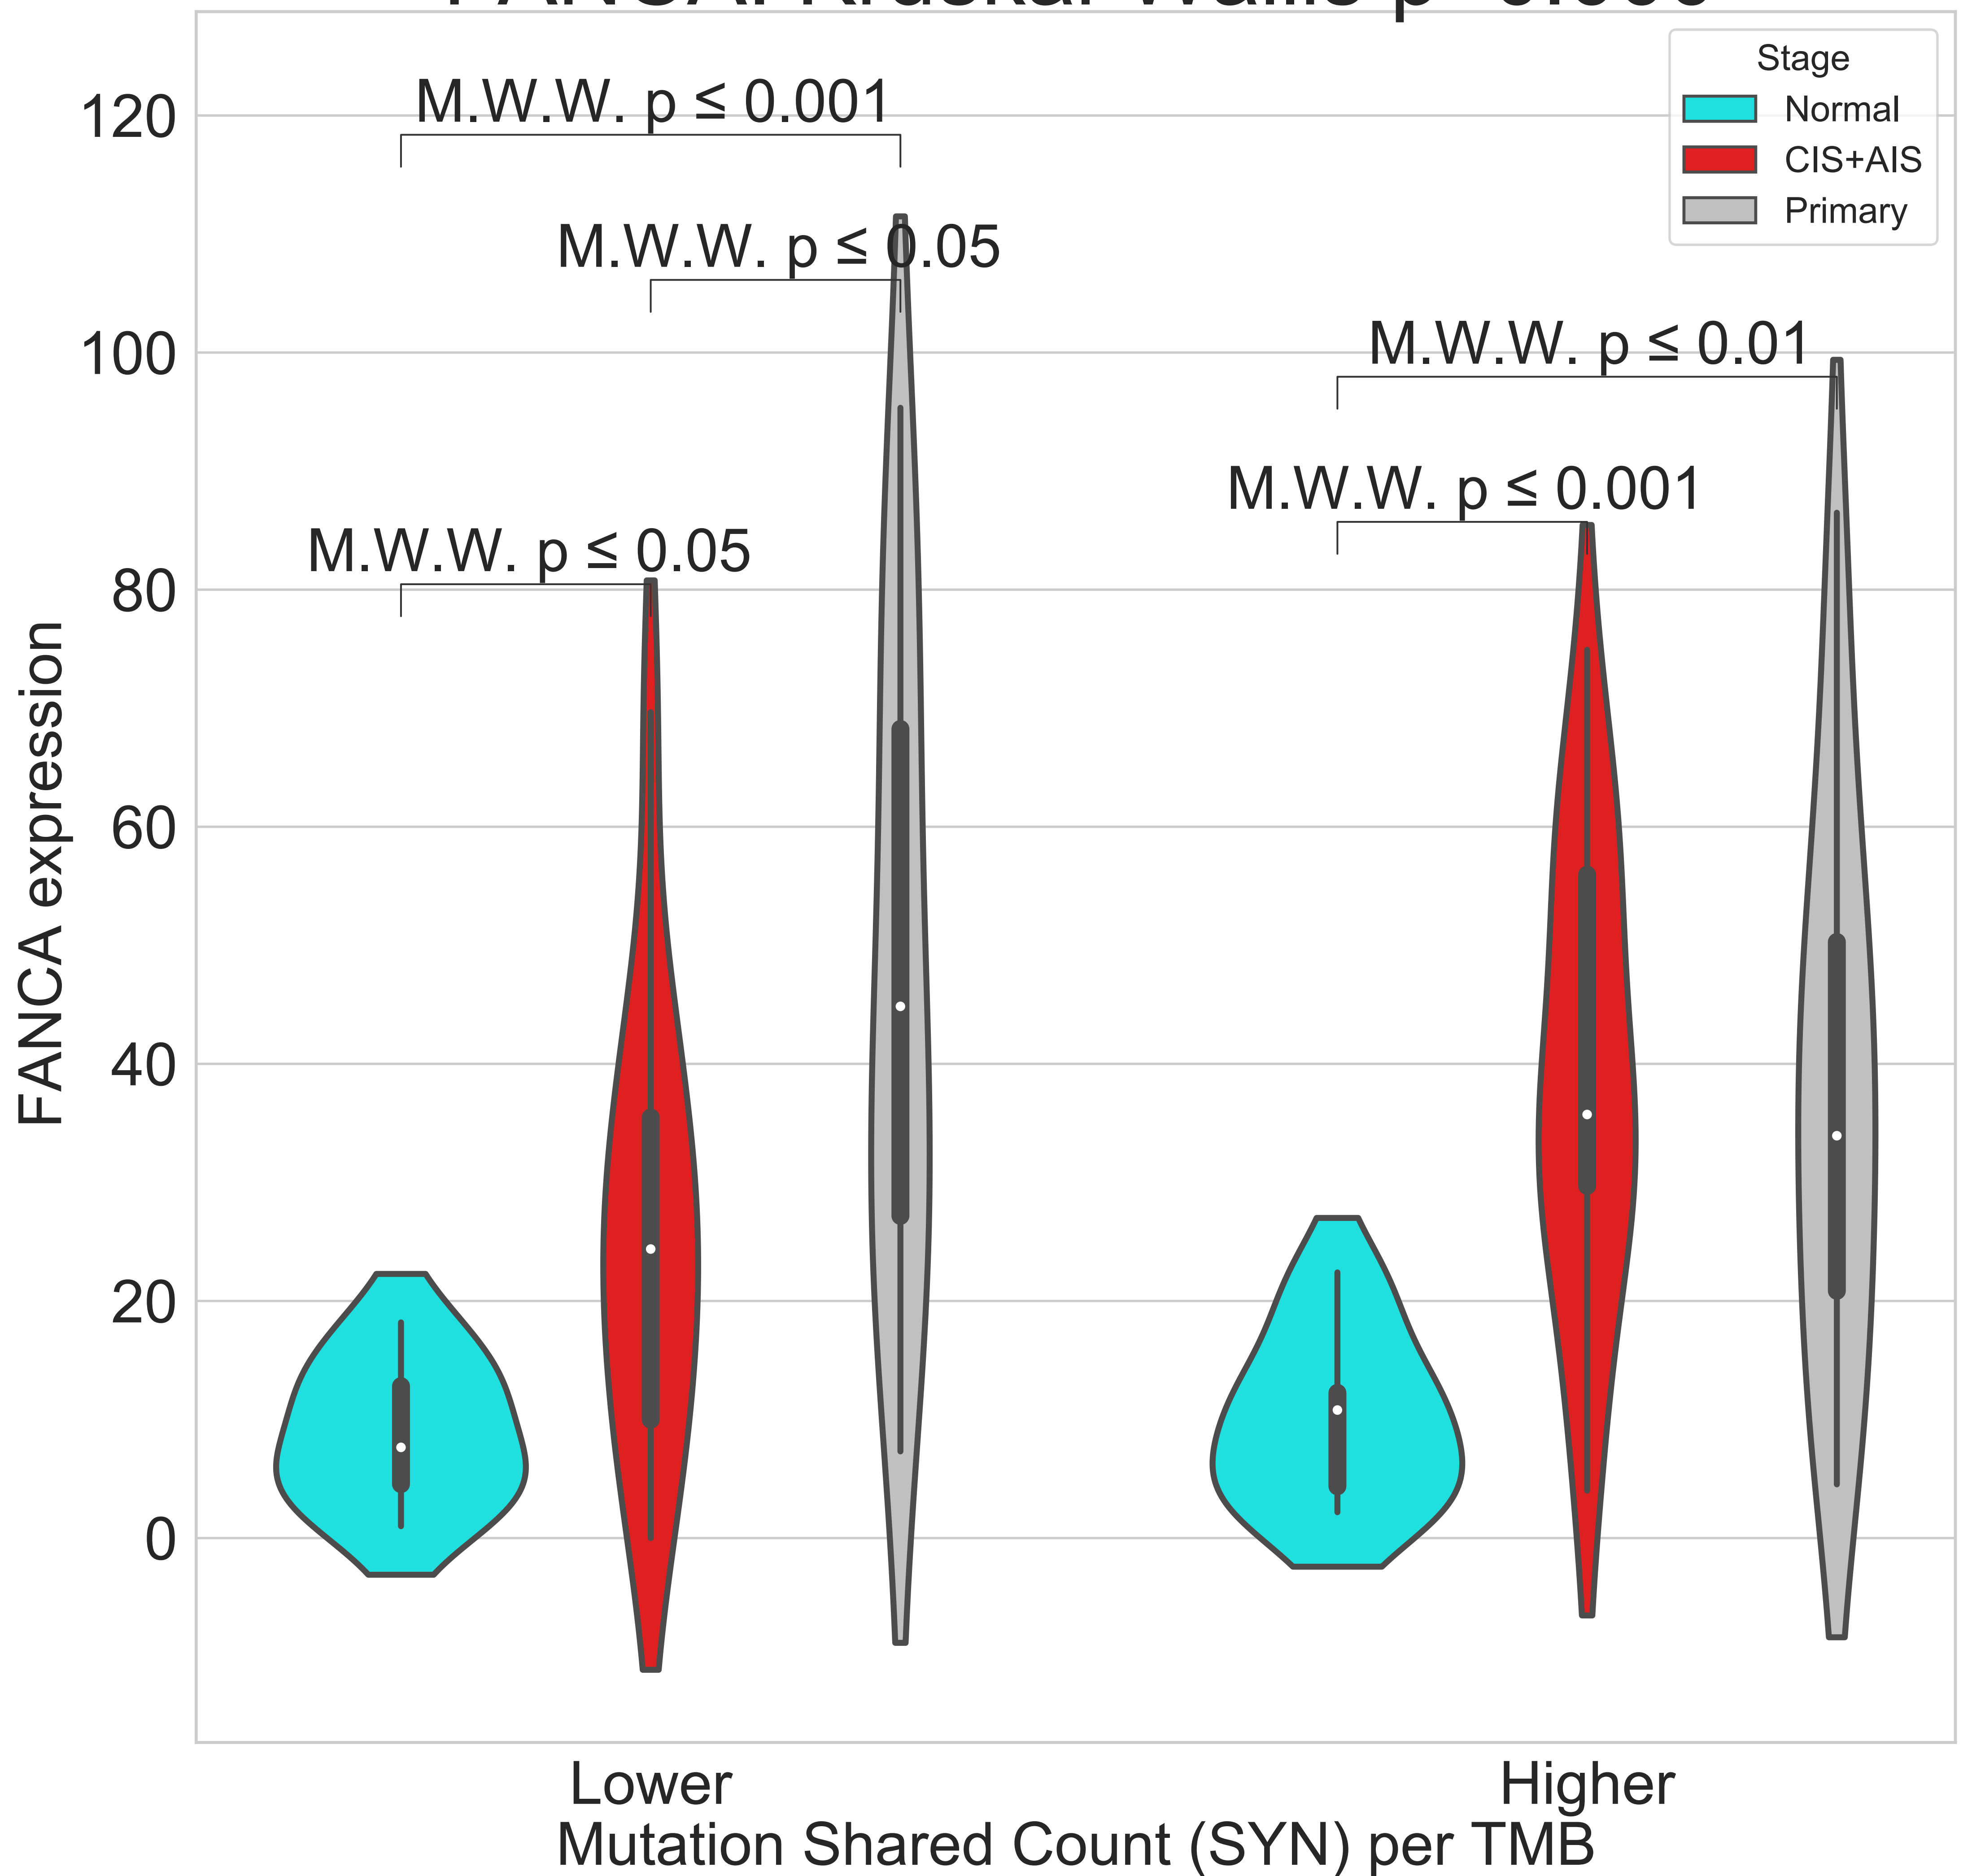 Stage
Normal
CIS+AIS
Primary
M.W.W. p ≤ 0.001
M.W.W. p ≤ 0.05
M.W.W. p ≤ 0.01
M.W.W. p ≤ 0.001
M.W.W. p ≤ 0.05
120
100
80
60
40
20
0
FANCA expression
Lower
Higher
Mutation Shared Count (SYN) per TMB